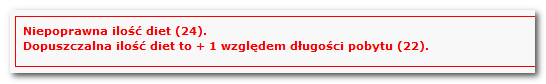 Niepoprawna ilość diet (24).
Dopuszczalna ilość diet to + 1 względem długości pobytu (22).